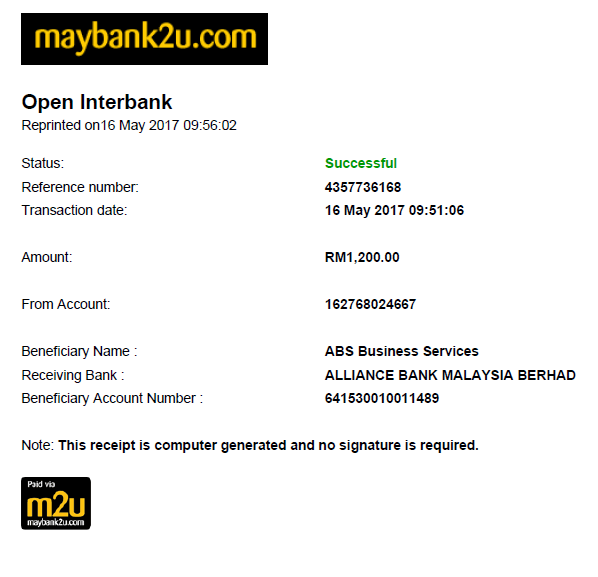 maybank2u.com
Open Interbank
Reprinted on16 May 2017 09:56:02
Status: Successful
Reference number: 4357736168
Transaction date: 16 May 2017 09:51:06
Amount: RM1,200.00
From Account: 162768024667
Beneficiary Name : ABS Business Services
Receiving Bank : ALLIANCE BANK MALAYSIA BERHAD
Beneficiary Account Number : 641530010011489
Note: This receipt is computer generated and no signature is required.
Paid via
m2u
maybank2u.com